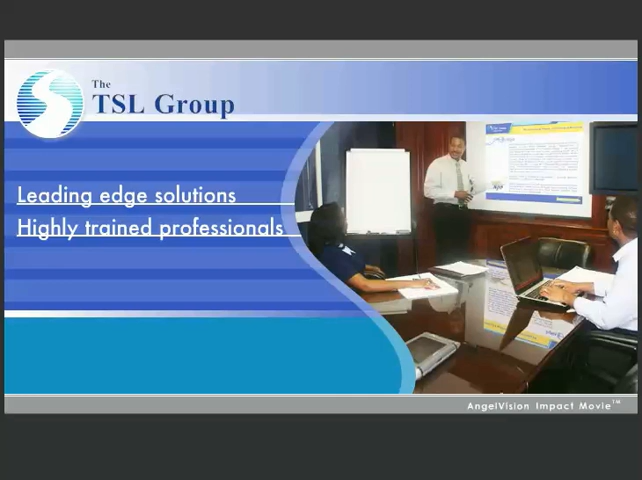 The
TSL Group
Leading edge solutions
Highly trained professionals
AngelVision Impact Movie™